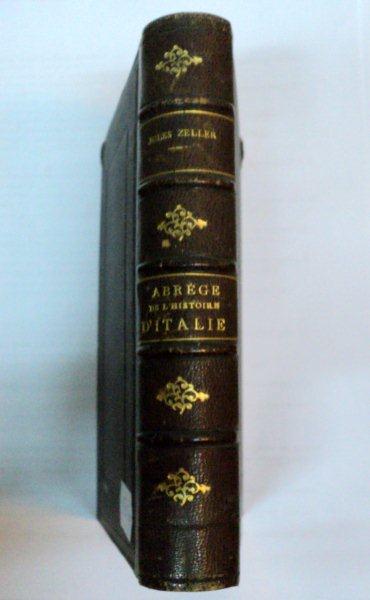 JULES ZELLER
ABRÉGÉ
DE L'HISTOIRE
D'ITALIE